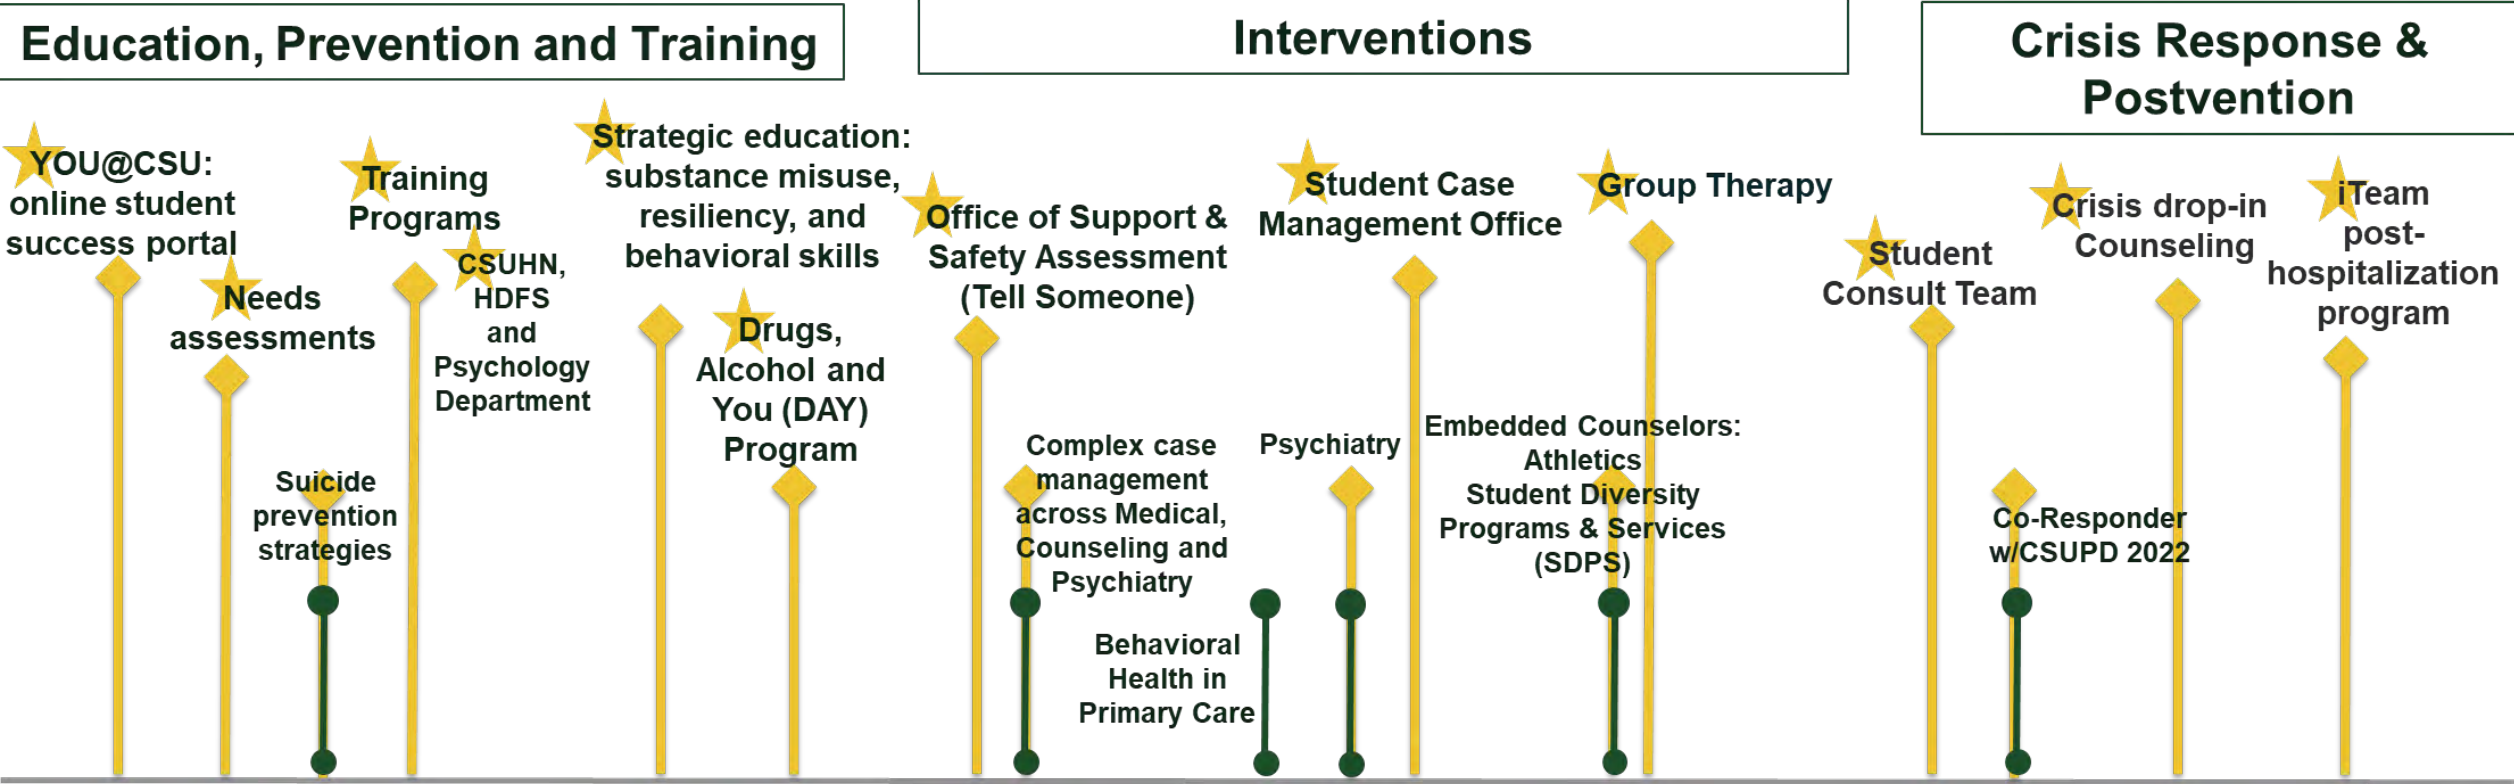 Education, Prevention and Training
Interventions
Crisis Response &
Postvention
YOU@CSU:
online student
success portal
Needs
assessments
Suicide
prevention
strategies
Training
Programs
CSUHN,
HDFS
and
Psychology
Department
Strategic education:
substance misuse,
resiliency, and
behavioral skills
Drugs,
Alcohol and
You (DAY)
Program
Office of Support &
Safety Assessment
(Tell Someone)
Complex case
management
across Medical,
Counseling and
Psychiatry
Behavioral
Health in
Primary Care
Psychiatry
Student Case
Management Office
Embedded Counselors:
Athletics
Student Diversity
Programs & Services
(SDPS)
Group Therapy
Student
Consult Team
Co-Responder
w/CSUPD 2022
Crisis drop-in
Counseling
iTeam
post-
hospitalization
program